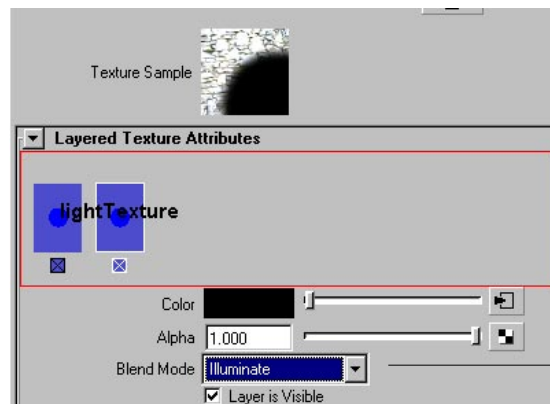 Texture Sample
Layered Texture Attributes
lightTexture
Color
Alpha 1.000
Blend Mode Illuminate
Layer is Visible